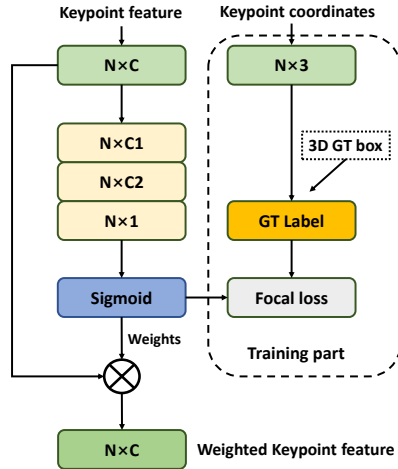 Keypoint feature
Keypoint coordinates
N×C
N×3
N×C1
N×C2
N×1
3D GT box
GT Label
Sigmoid
Focal loss
Weights
Training part
N×C
Weighted Keypoint feature